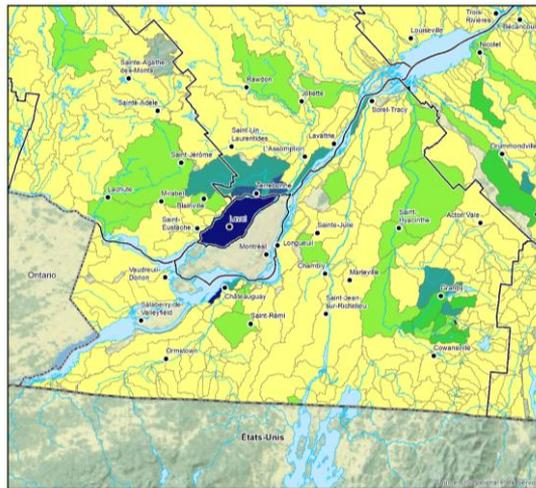 Trois-
Rivières
Bécancour
Louiseville
Nicolet
Sainte-Agathe
des-Monts
Rawdon
Joliette
Sainte-Adèle
Sorel-Tracy
Saint-Lin
Laurentides
Lavaltrie
Drummondville
L'Assomption
Saint-Jérôme
Terrebonne
Lachute
Mirabel
Blainville
Saint-
Eustache
Laval
Sainte-Julie
Saint-
Hyacinthe
Acton Vale
Montréal
Longueuil
Ontario
Vaudreuil-
Dorion
Chambly
Marieville
Granby
Châteauguay
Salaberry-de-
Valleyfield
Saint-Rémi
Saint-Jean
sur-Richelieu
Ormstown
Cowansville
États-Unis